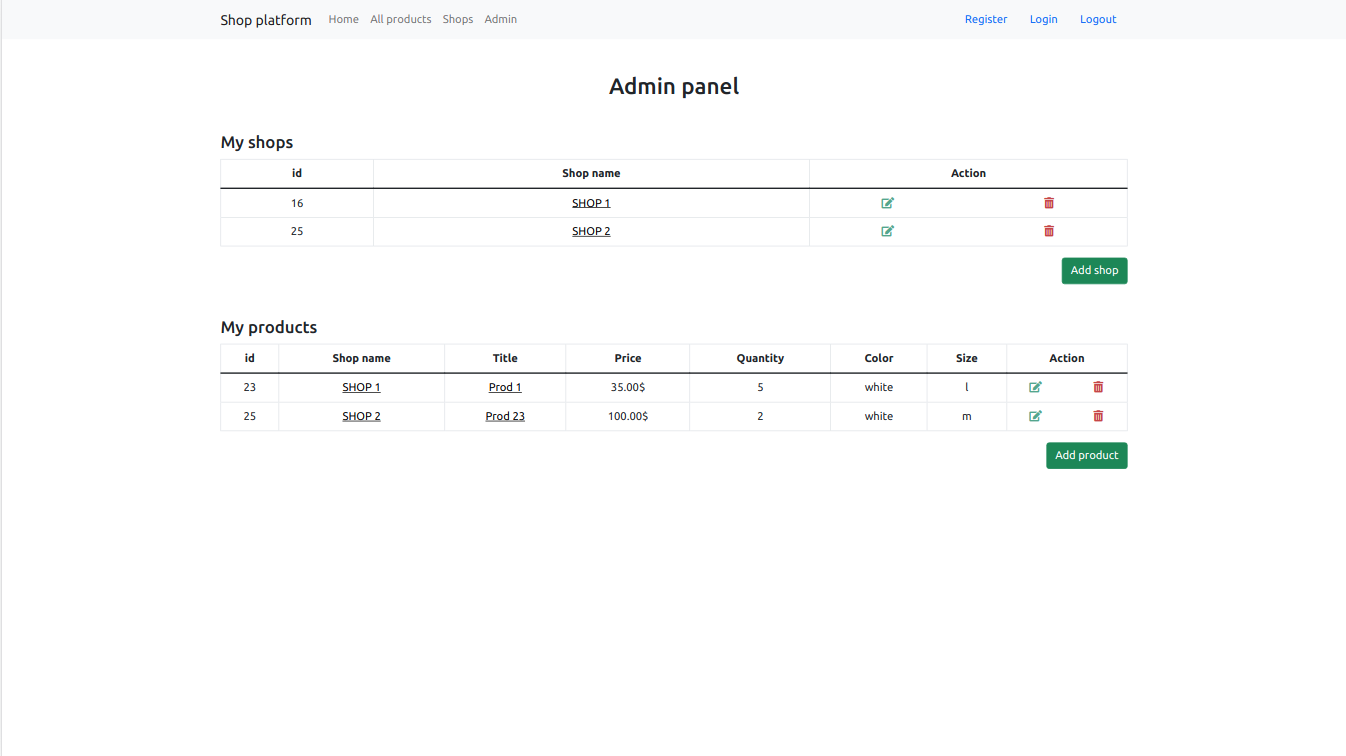 Shop platform Home All products Shops Admin Register Login Logout
Admin panel
My shops
id Shop name Action
16 SHOP 1
25 SHOP 2
Add shop
My products
id Shop name Title Price Quantity Color Size Action
23 SHOP 1 Prod 1 35.00$ 5 white l
25 SHOP 2 Prod 23 100.00$ 2 white m
Add product